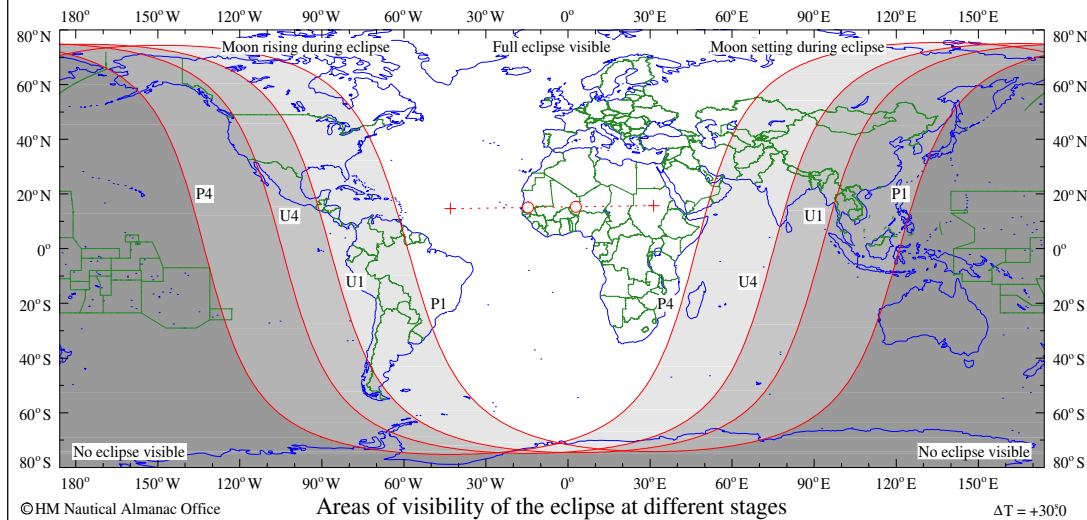 180° 150°W 120°W 90°W 60°W 30°W 0° 30°E 60°E 90°E 120°E 150°E
80°N 80°N
Moon rising during eclipse Full eclipse visible Moon setting during eclipse
60°N 60°N
40°N 40°N
20°N P4 U4 U1 P1 20°N
0° 0°
20°S U1 P1 P4 U4 20°S
40°S 40°S
60°S 60°S
No eclipse visible No eclipse visible
80°S 80°S
180° 150°W 120°W 90°W 60°W 30°W 0° 30°E 60°E 90°E 120°E 150°E
©HM Nautical Almanac Office Areas of visibility of the eclipse at different stages ΔT = +30ˢ.0